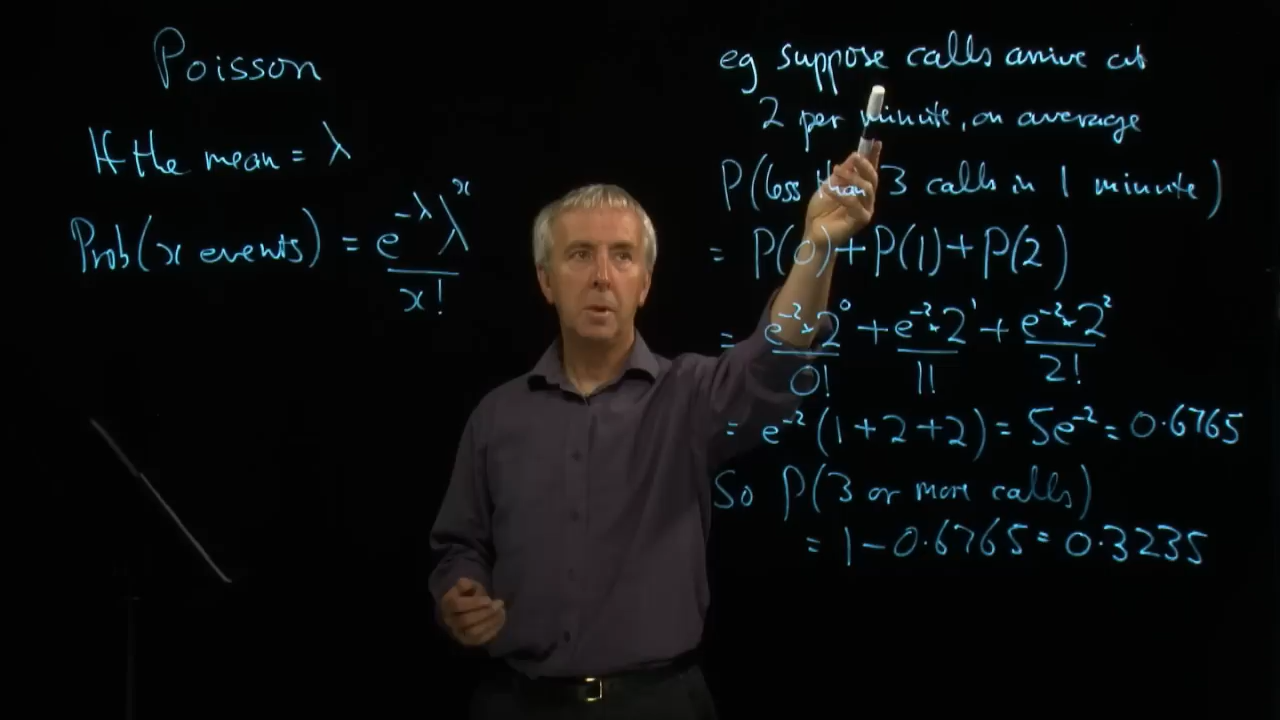 Poisson
If the mean = λ
Prob(x events) = e^-λ λ^x / x!
eg suppose calls arrive at
2 per minute, on average
P(less than 3 calls in 1 minute)
= P(0) + P(1) + P(2)
= e^-2 × 2^0 / 0! + e^-2 × 2^1 / 1! + e^-2 × 2^2 / 2!
= e^-2 (1+2+2) = 5e^-2 = 0.6765
So P(3 or more calls)
= 1 - 0.6765 = 0.3235